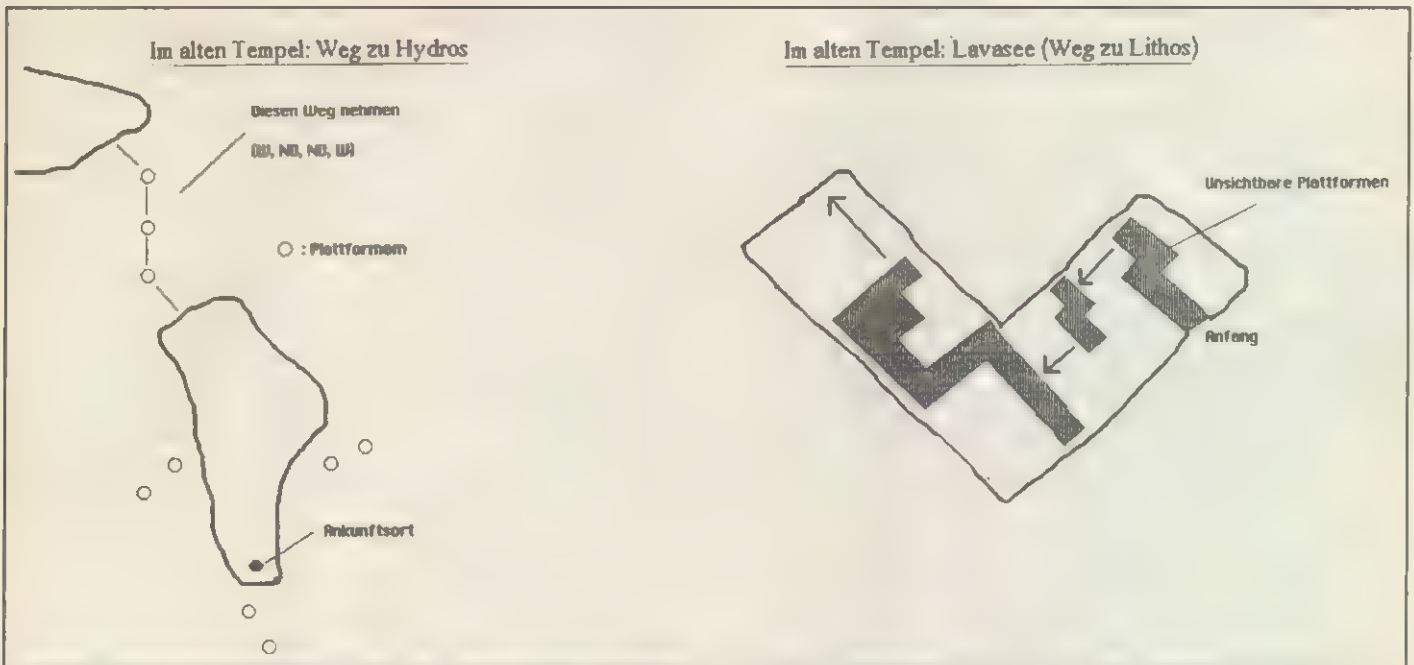 Im alten Tempel: Weg zu Hydros
Diesen Weg nehmen
(W, NO, NO, W)
○ : Plattformem
Ankunftsort
Im alten Tempel: Lavasee (Weg zu Lithos)
Unsichtbare Plattformen
Anfang